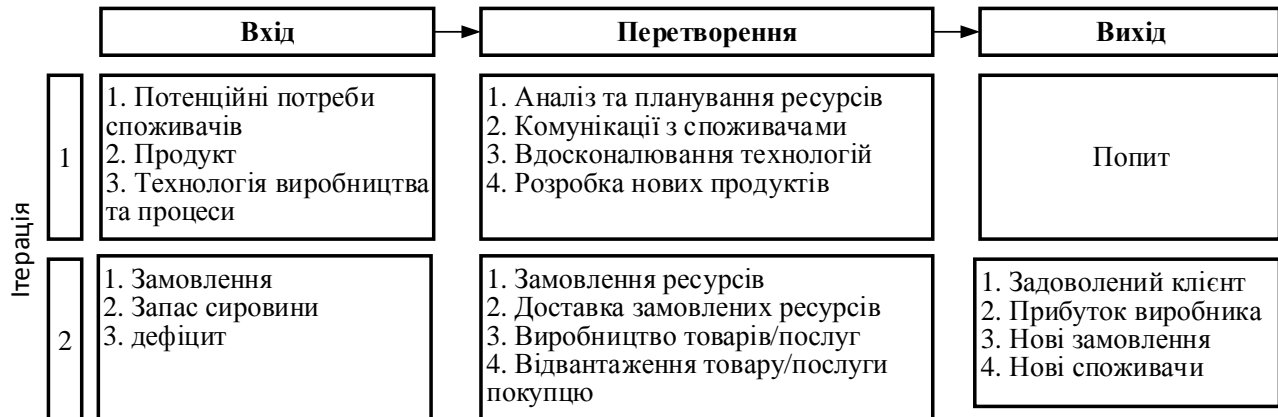 Вхід
Перетворення
Вихід
Ітерація
1
1. Потенційні потреби
споживачів
2. Продукт
3. Технологія виробництва
та процеси
1. Аналіз та планування ресурсів
2. Комунікації з споживачами
3. Вдосконалювання технологій
4. Розробка нових продуктів
Попит
2
1. Замовлення
2. Запас сировини
3. дефіцит
1. Замовлення ресурсів
2. Доставка замовлених ресурсів
3. Виробництво товарів/послуг
4. Відвантаження товару/послуги
покупцю
1. Задоволений клієнт
2. Прибуток виробника
3. Нові замовлення
4. Нові споживачи